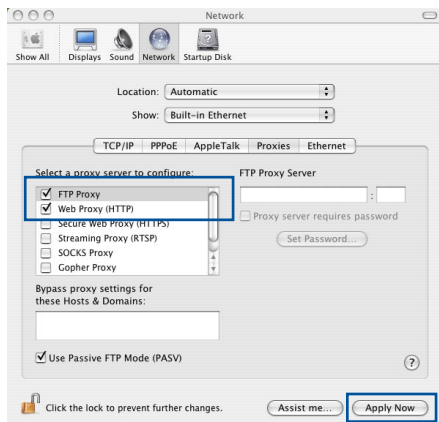 Network
Show All Displays Sound Network Startup Disk
Location: Automatic
Show: Built-in Ethernet
TCP/IP PPPoE AppleTalk Proxies Ethernet
Select a proxy server to configure: FTP Proxy Server
FTP Proxy :
Web Proxy (HTTP) Proxy server requires password
Secure Web Proxy (HTTPS)
Streaming Proxy (RTSP) Set Password...
SOCKS Proxy
Gopher Proxy
Bypass proxy settings for
these Hosts & Domains:
Use Passive FTP Mode (PASV) ?
Click the lock to prevent further changes. Assist me... Apply Now